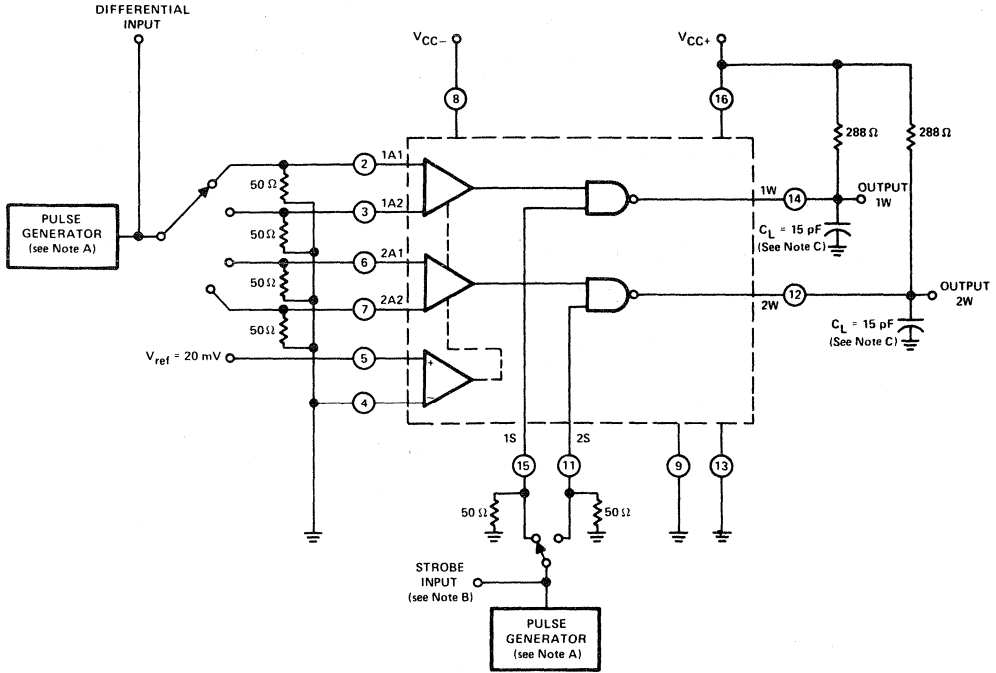 DIFFERENTIAL
INPUT
VCC−
VCC+
8
16
288 Ω
288 Ω
2
1A1
50 Ω
3
1A2
50 Ω
PULSE
GENERATOR
(see Note A)
6
2A1
50 Ω
7
2A2
50 Ω
Vref = 20 mV
5
+
4
−
1W
14
OUTPUT
1W
CL = 15 pF
(See Note C)
2W
12
OUTPUT
2W
CL = 15 pF
(See Note C)
1S
2S
15
11
9
13
50 Ω
50 Ω
STROBE
INPUT
(see Note B)
PULSE
GENERATOR
(see Note A)